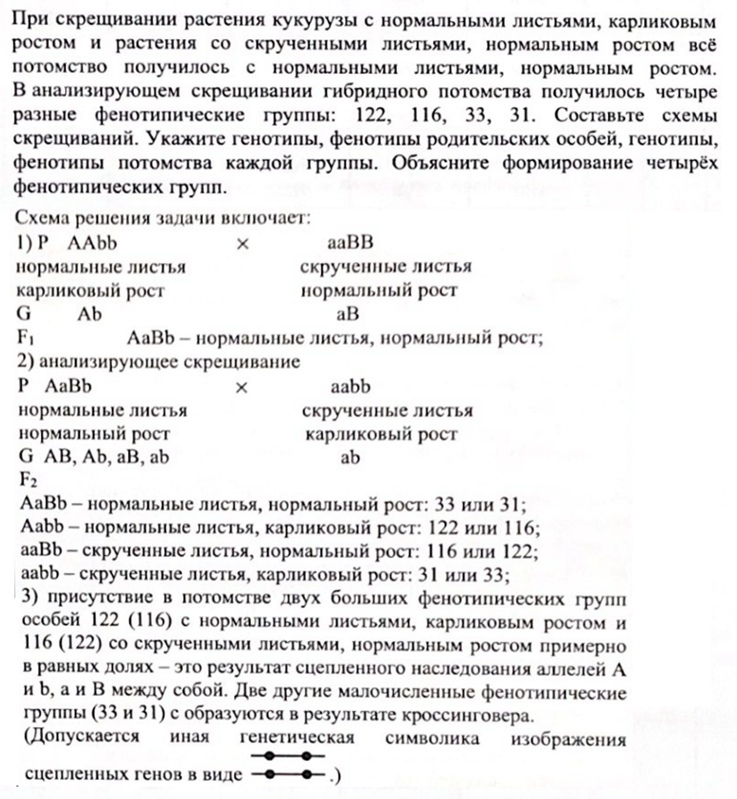 При скрещивании растения кукурузы с нормальными листьями, карликовым
ростом и растения со скрученными листьями, нормальным ростом всё
потомство получилось с нормальными листьями, нормальным ростом.
В анализирующем скрещивании гибридного потомства получилось четыре
разные фенотипические группы: 122, 116, 33, 31. Составьте схемы
скрещиваний. Укажите генотипы, фенотипы родительских особей, генотипы,
фенотипы потомства каждой группы. Объясните формирование четырёх
фенотипических групп.
Схема решения задачи включает:
1) P AAbb × aaBB
нормальные листья скрученные листья
карликовый рост нормальный рост
G Ab aB
F₁ AaBb – нормальные листья, нормальный рост;
2) анализирующее скрещивание
P AaBb × aabb
нормальные листья скрученные листья
нормальный рост карликовый рост
G AB, Ab, aB, ab ab
F₂
AaBb – нормальные листья, нормальный рост: 33 или 31;
Aabb – нормальные листья, карликовый рост: 122 или 116;
aaBb – скрученные листья, нормальный рост: 116 или 122;
aabb – скрученные листья, карликовый рост: 31 или 33;
3) присутствие в потомстве двух больших фенотипических групп
особей 122 (116) с нормальными листьями, карликовым ростом и
116 (122) со скрученными листьями, нормальным ростом примерно
в равных долях – это результат сцепленного наследования аллелей A
и b, a и B между собой. Две другие малочисленные фенотипические
группы (33 и 31) с образуются в результате кроссинговера.
(Допускается иная генетическая символика изображения
сцепленных генов в виде .)